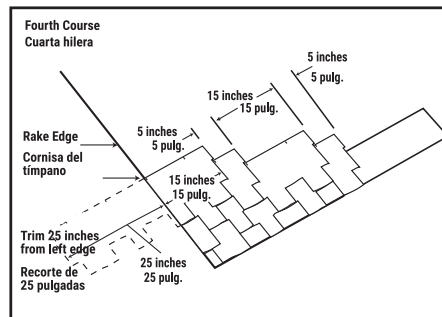 Fourth Course
Cuarta hilera
5 inches
5 pulg.
15 inches
15 pulg.
5 inches
5 pulg.
Rake Edge
Cornisa del
tímpano
15 inches
15 pulg.
Trim 25 inches
from left edge
Recorte de
25 pulgadas
25 inches
25 pulg.